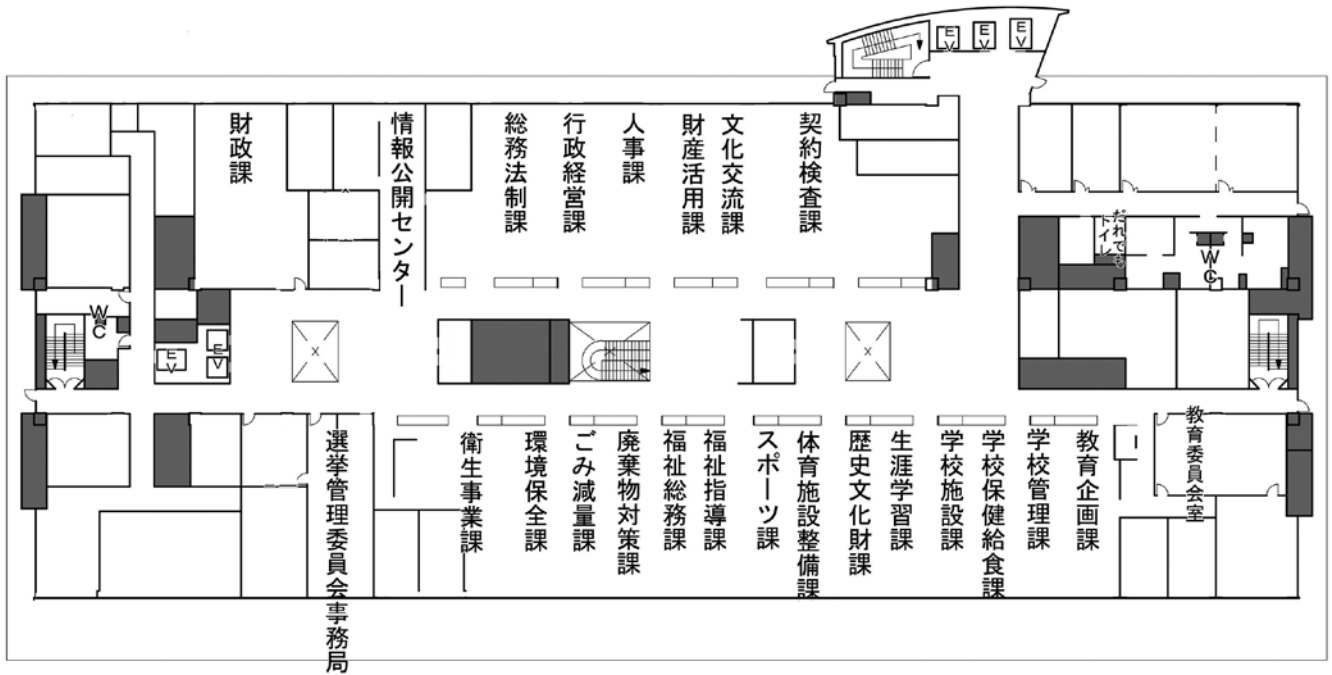 EV
EV
EV
財政課
情報公開センター
総務法制課
行政経営課
人事課
財産活用課
文化交流課
契約検査課
だれでも
トイレ
WC
WC
EV
EV
選挙管理委員会事務局
衛生事業課
環境保全課
ごみ減量課
廃棄物対策課
福祉総務課
福祉指導課
スポーツ課
体育施設整備課
歴史文化財課
生涯学習課
学校施設課
学校保健給食課
学校管理課
教育企画課
教育委員会室